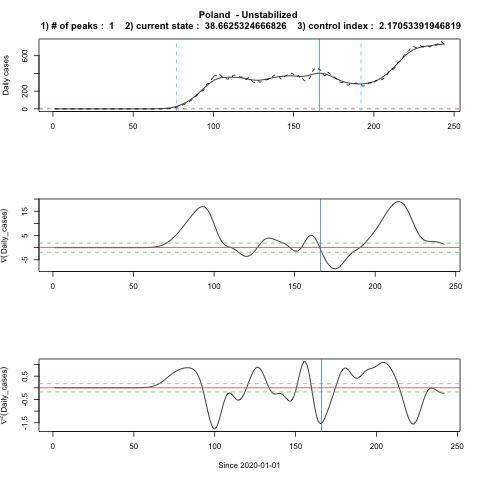 Poland - Unstabilized
1) # of peaks : 1 2) current state : 38.6625324666826 3) control index : 2.17053391946819
Daily cases
0 200 600
0 50 100 150 200 250
∇(Daily_cases)
-5 5 15
0 50 100 150 200 250
∇²(Daily_cases)
-1.5 -0.5 0.5
0 50 100 150 200 250
Since 2020-01-01